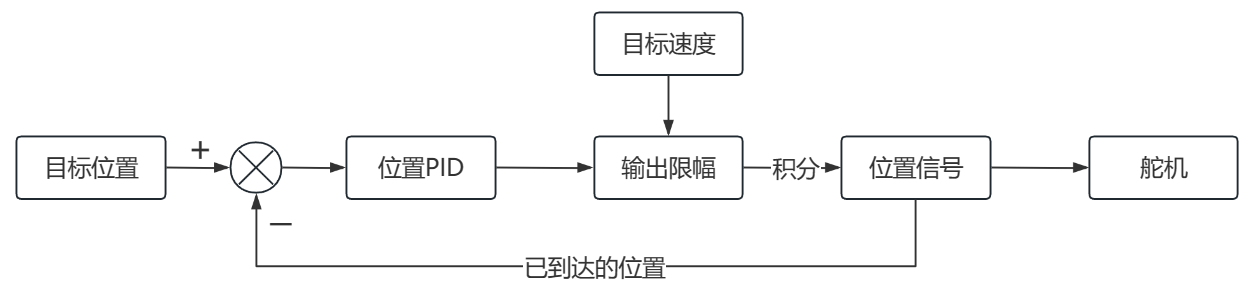 目标速度
目标位置
+
位置PID
输出限幅
积分
位置信号
舵机
—
已到达的位置